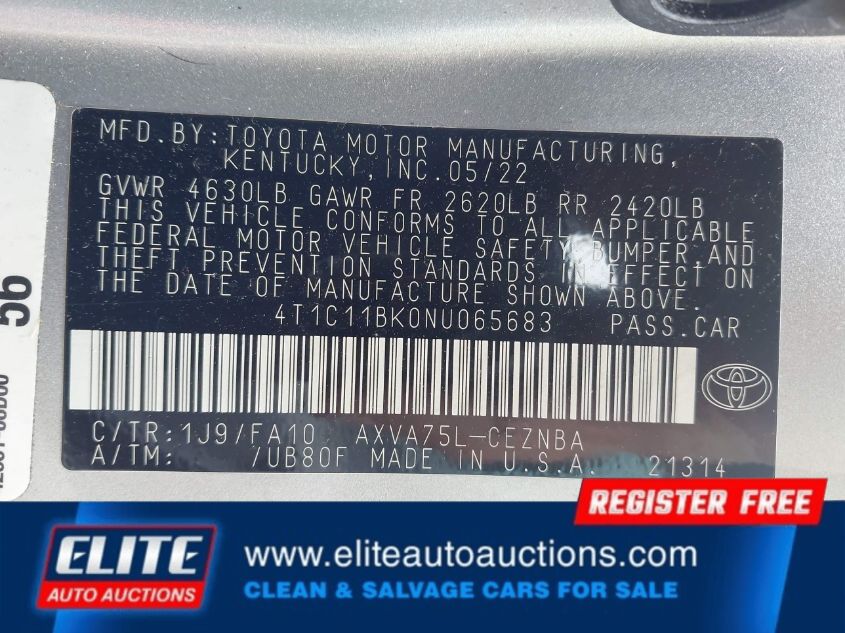 MFD.BY:TOYOTA MOTOR MANUFACTURING,
KENTUCKY,INC.05/22
GVWR 4630LB GAWR FR 2620LB RR 2420LB
THIS VEHICLE CONFORMS TO ALL APPLICABLE
FEDERAL MOTOR VEHICLE SAFETY, BUMPER,AND
THEFT PREVENTION STANDARDS IN EFFECT ON
THE DATE OF MANUFACTURE SHOWN ABOVE.
4T1C11BK0NU065683 PASS.CAR
C/TR:1J9/FA10 AXVA75L-CEZNBA
A/TM: /UB80F MADE IN U.S.A. 21314
56
REGISTER FREE
ELITE
AUTO AUCTIONS
www.eliteautoauctions.com
CLEAN & SALVAGE CARS FOR SALE